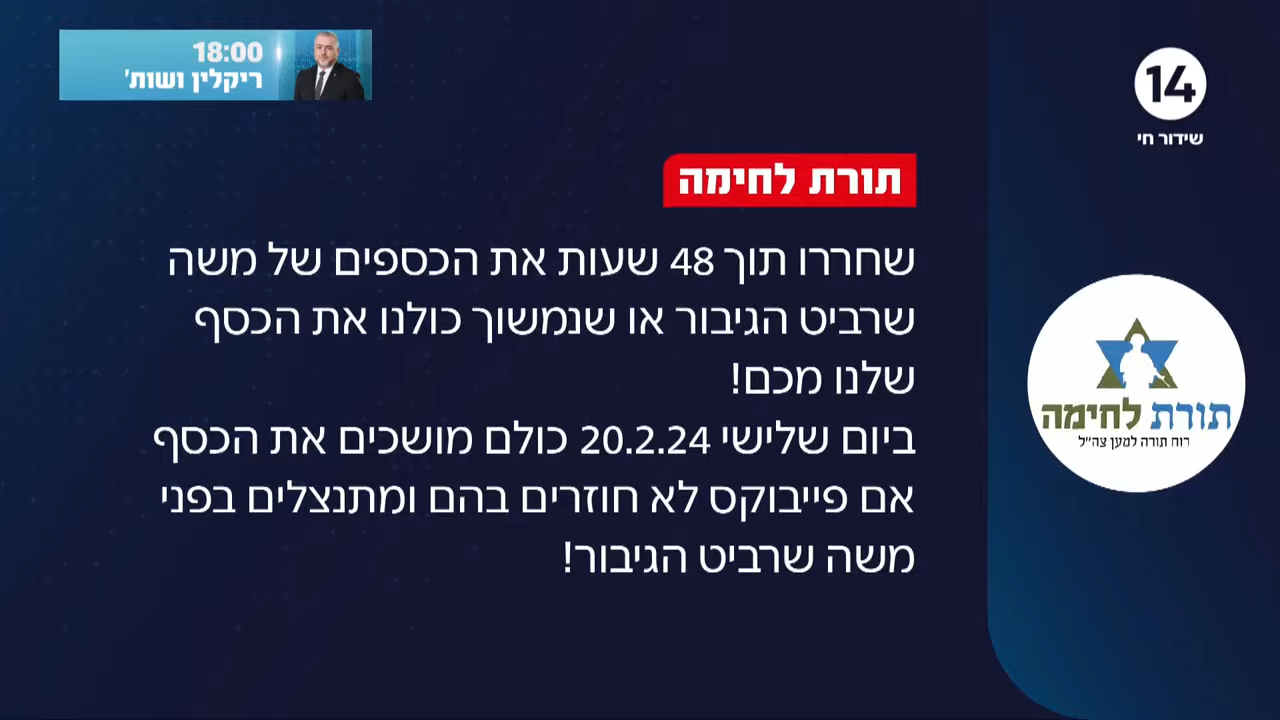 18:00
ריקלין ושות'
14
שידור חי
תורת לחימה
שחררו תוך 48 שעות את הכספים של משה
שרביט הגיבור או שנמשוך כולנו את הכסף
שלנו מכם!
ביום שלישי 20.2.24 כולם מושכים את הכסף
אם פייבוקס לא חוזרים בהם ומתנצלים בפני
משה שרביט הגיבור!
תורת לחימה
רוח תורה למען צה"ל